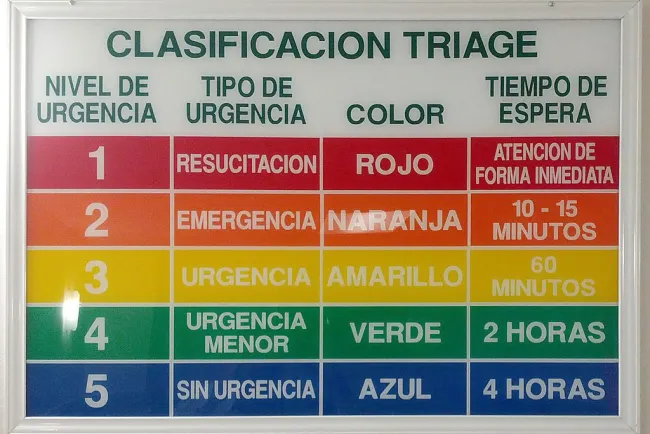 CLASIFICACION TRIAGE
NIVEL DE URGENCIA TIPO DE URGENCIA COLOR TIEMPO DE ESPERA
1 RESUCITACION ROJO ATENCION DE FORMA INMEDIATA
2 EMERGENCIA NARANJA 10 - 15 MINUTOS
3 URGENCIA AMARILLO 60 MINUTOS
4 URGENCIA MENOR VERDE 2 HORAS
5 SIN URGENCIA AZUL 4 HORAS